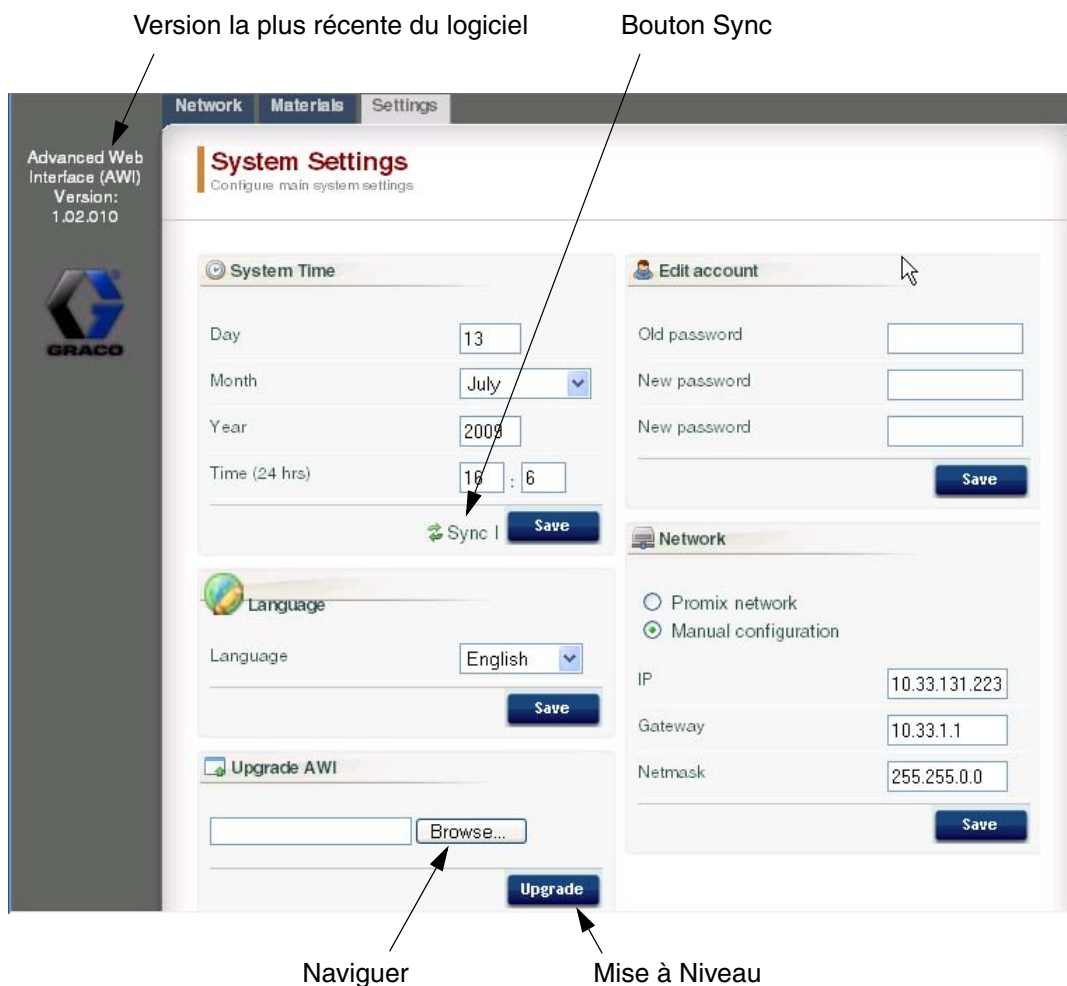 Version la plus récente du logiciel
Bouton Sync
Network
Materials
Settings
Advanced Web
Interface (AWI)
Version:
1.02.010
GRACO
System Settings
Configure main system settings
System Time
Day
13
Month
July
Year
2009
Time (24 hrs)
16 : 6
Sync |
Save
Language
Language
English
Save
Upgrade AWI
Browse...
Upgrade
Edit account
Old password
New password
New password
Save
Network
Promix network
Manual configuration
IP
10.33.131.223
Gateway
10.33.1.1
Netmask
255.255.0.0
Save
Naviguer
Mise à Niveau